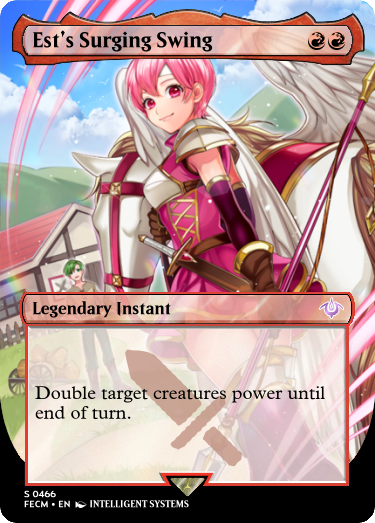 Est's Surging Swing
Legendary Instant
Double target creatures power until
end of turn.
S 0466
FECM • EN INTELLIGENT SYSTEMS